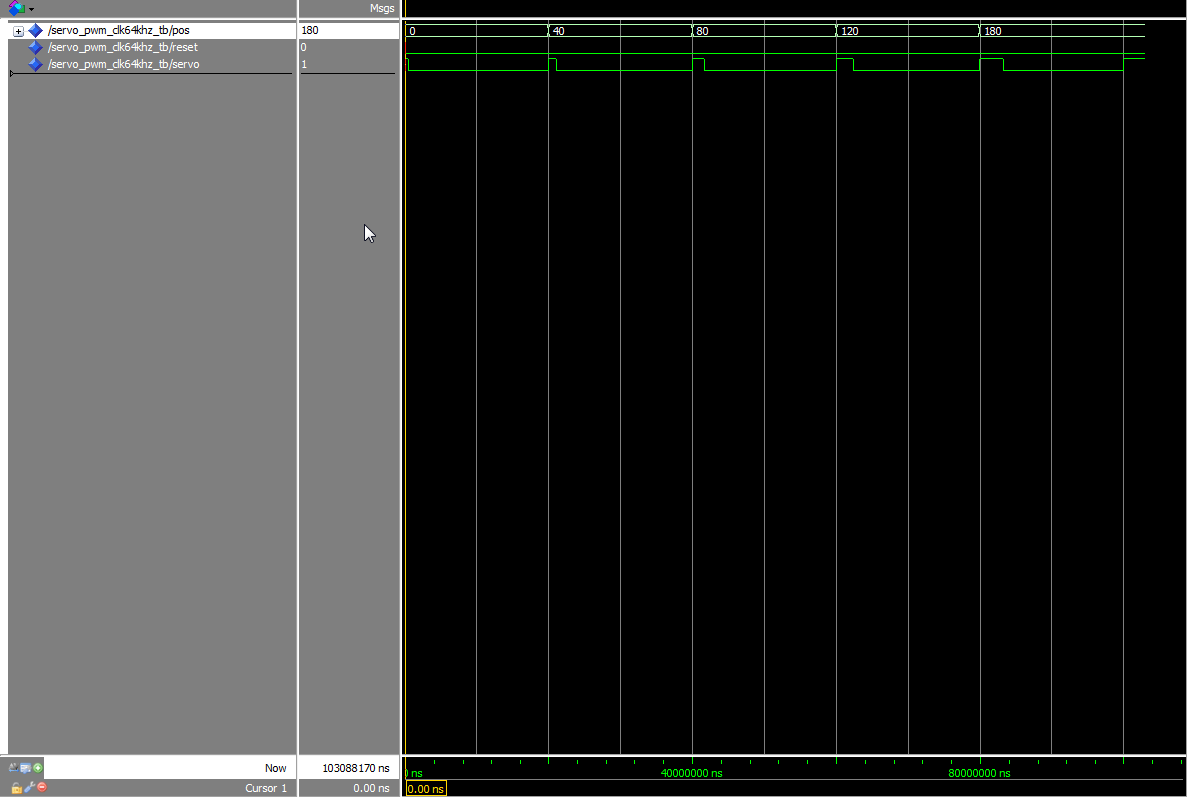 Msgs
/servo_pwm_clk64khz_tb/pos 180 0 40 80 120 180
/servo_pwm_clk64khz_tb/reset 0
/servo_pwm_clk64khz_tb/servo 1
Now 103088170 ns 0 ns 40000000 ns 80000000 ns
Cursor 1 0.00 ns 0.00 ns